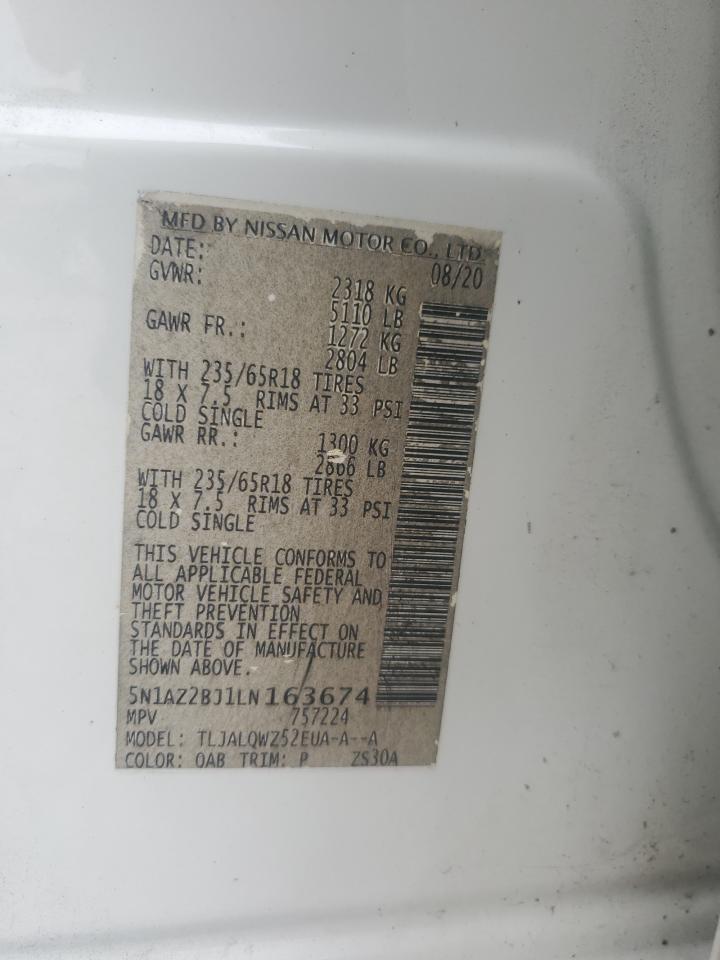 MFD BY NISSAN MOTOR CO., LTD.
DATE: 08/20
GVWR: 2318 KG
5110 LB
GAWR FR.: 1272 KG
2804 LB
WITH 235/65R18 TIRES
18 X 7.5 RIMS AT 33 PSI
COLD SINGLE
GAWR RR.: 1300 KG
2866 LB
WITH 235/65R18 TIRES
18 X 7.5 RIMS AT 33 PSI
COLD SINGLE
THIS VEHICLE CONFORMS TO
ALL APPLICABLE FEDERAL
MOTOR VEHICLE SAFETY AND
THEFT PREVENTION
STANDARDS IN EFFECT ON
THE DATE OF MANUFACTURE
SHOWN ABOVE.
5N1AZ2BJ1LN163674
MPV 757224
MODEL: TLJALQWZ52EUA-A--A
COLOR: QAB TRIM: P ZS30A